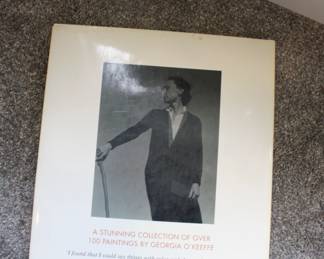 A STUNNING COLLECTION OF OVER
100 PAINTINGS BY GEORGIA O'KEEFFE
"I found that I could say things with